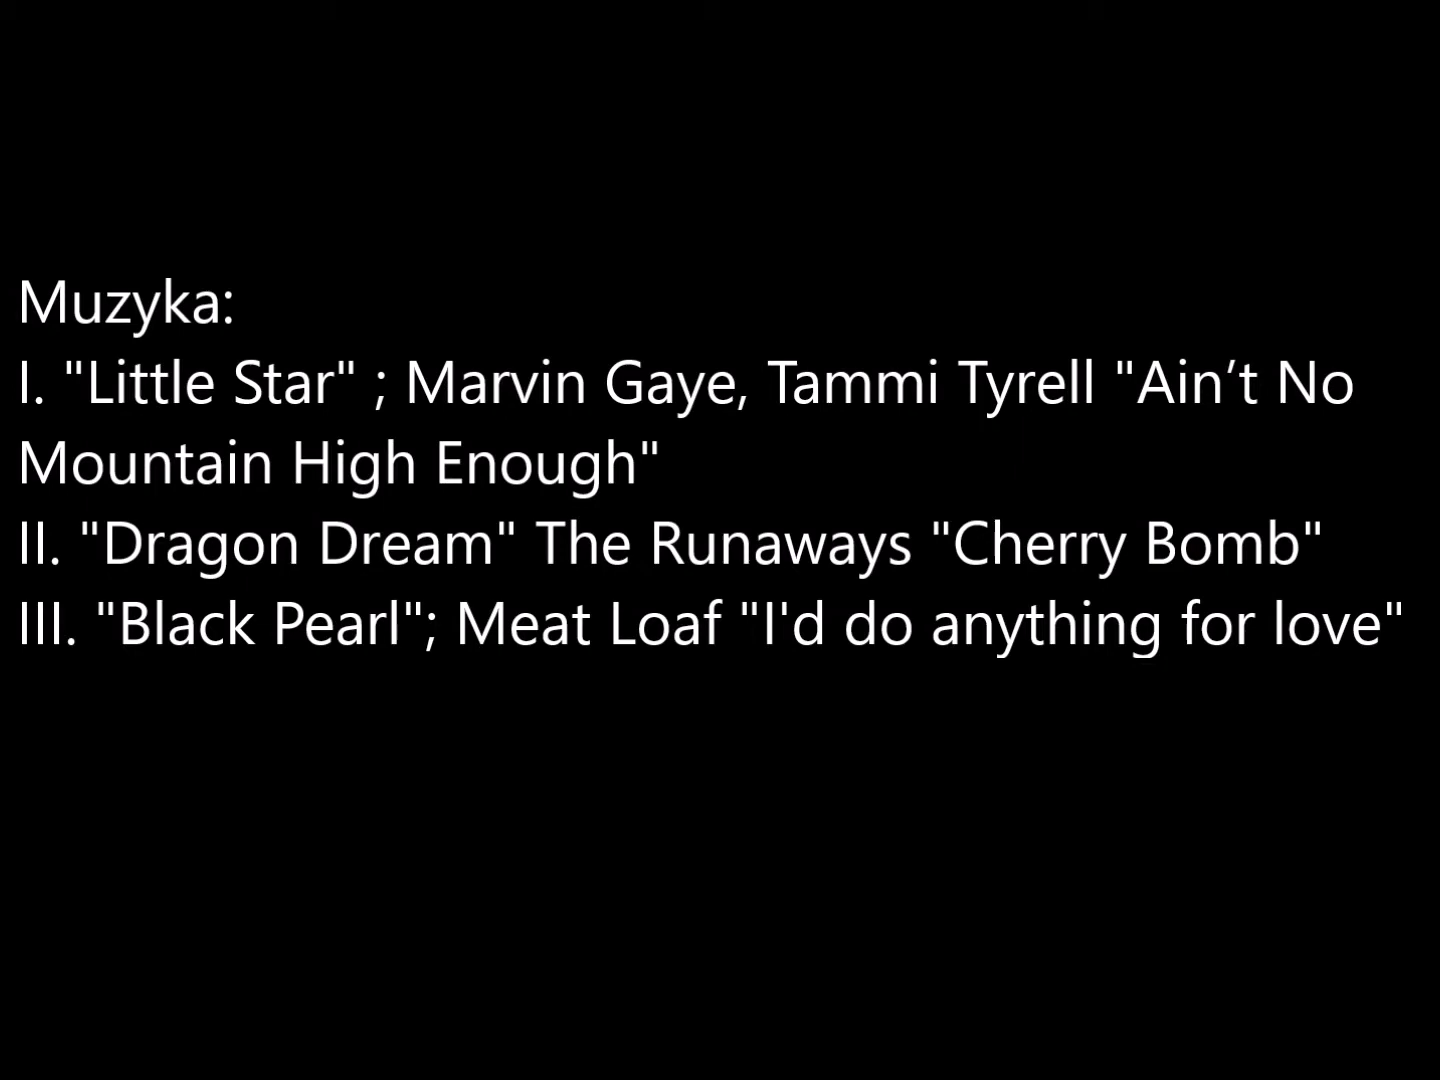 Muzyka:
I. "Little Star" ; Marvin Gaye, Tammi Tyrell "Ain’t No
Mountain High Enough"
II. "Dragon Dream" The Runaways "Cherry Bomb"
III. "Black Pearl"; Meat Loaf "I'd do anything for love"